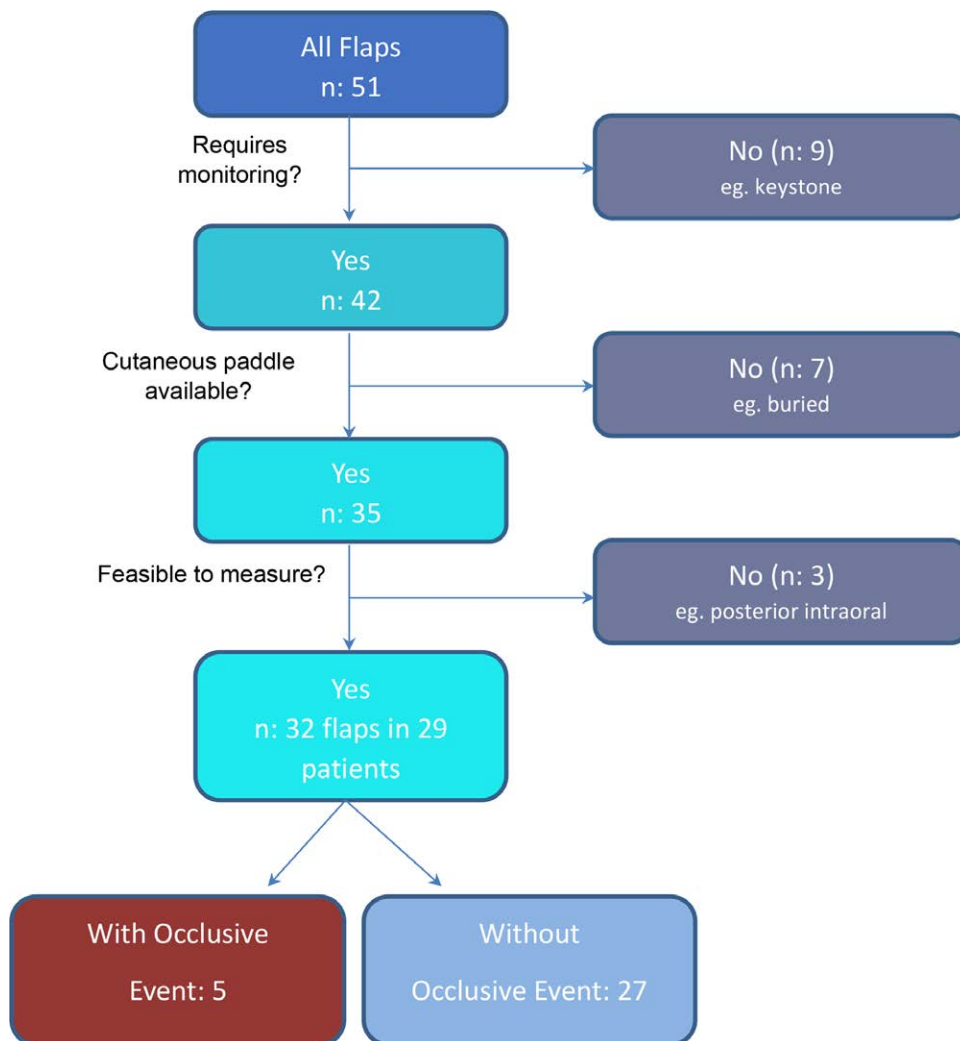 All Flaps
n: 51
Requires
monitoring?
No (n: 9)
eg. keystone
Yes
n: 42
Cutaneous paddle
available?
No (n: 7)
eg. buried
Yes
n: 35
Feasible to measure?
No (n: 3)
eg. posterior intraoral
Yes
n: 32 flaps in 29
patients
With Occlusive
Event: 5
Without
Occlusive Event: 27